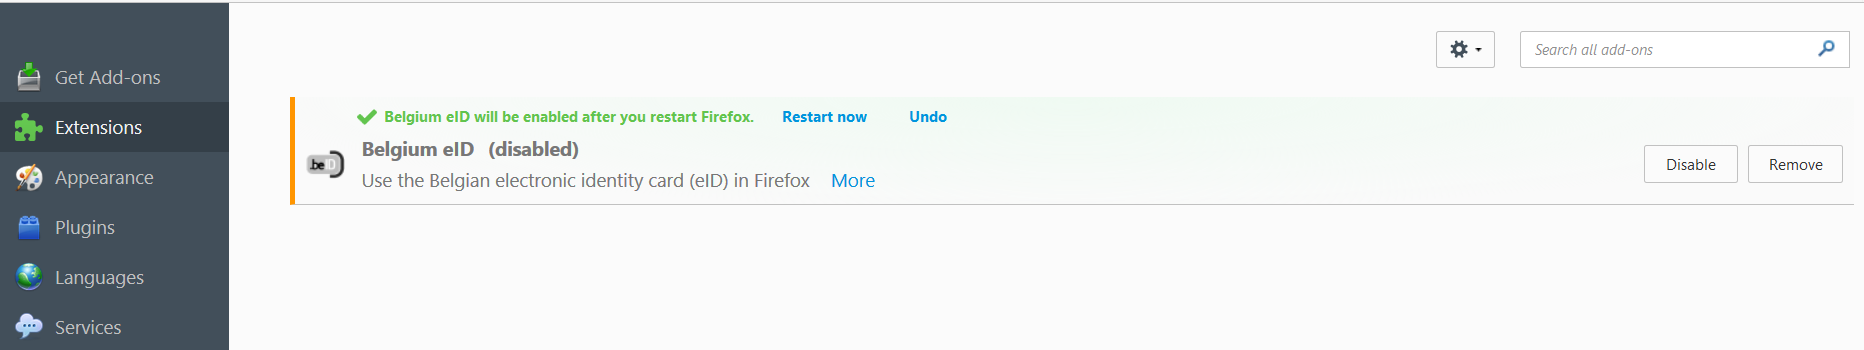 Get Add-ons
Extensions
Appearance
Plugins
Languages
Services
Search all add-ons
Belgium eID will be enabled after you restart Firefox. Restart now Undo
be D
Belgium eID (disabled)
Use the Belgian electronic identity card (eID) in Firefox More
Disable Remove